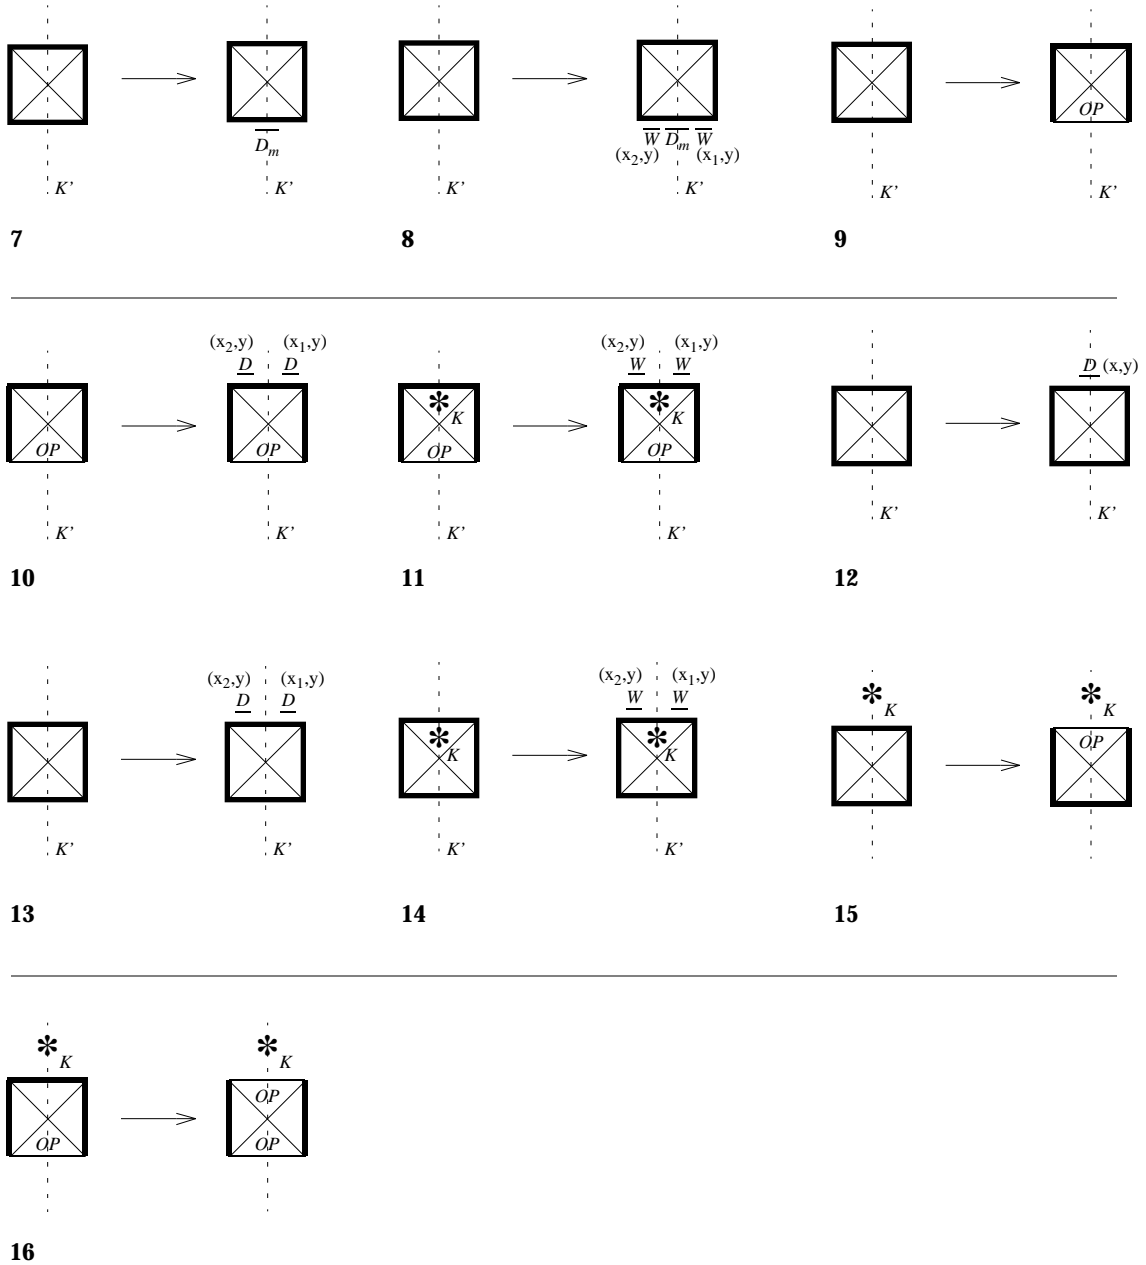 D_m
W D_m W
(x₂,y) (x₁,y)
OP
K' K' K' K' K' K'
7 8 9
(x₂,y) (x₁,y) (x₂,y) (x₁,y)
D D W W D (x,y)
K K
OP OP OP OP
K' K' K' K' K' K'
10 11 12
(x₂,y) (x₁,y) (x₂,y) (x₁,y)
D D W W
* K * K * K * K
OP
K' K' K' K'
13 14 15
* K * K
OP
OP OP
16